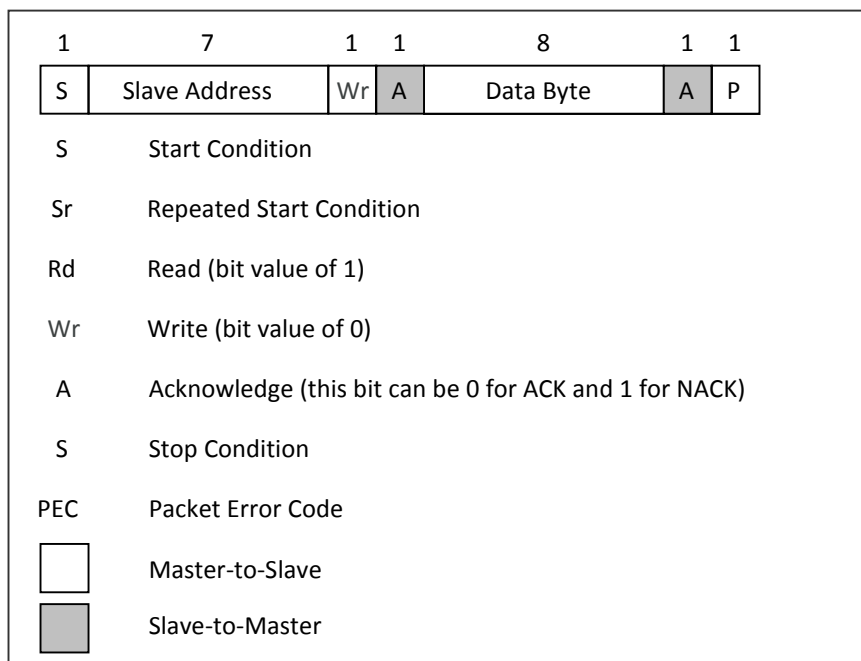 1 7 1 1 8 1 1
S Slave Address Wr A Data Byte A P
S Start Condition
Sr Repeated Start Condition
Rd Read (bit value of 1)
Wr Write (bit value of 0)
A Acknowledge (this bit can be 0 for ACK and 1 for NACK)
S Stop Condition
PEC Packet Error Code
Master-to-Slave
Slave-to-Master